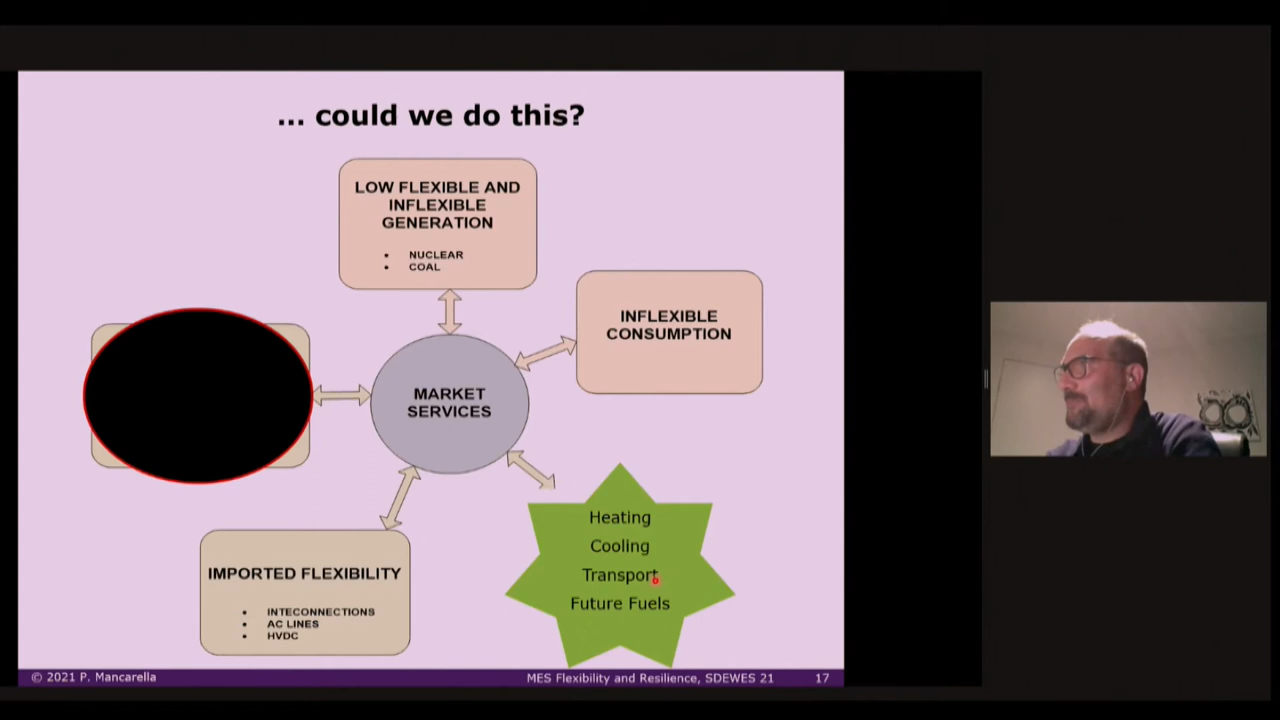 ... could we do this?
LOW FLEXIBLE AND
INFLEXIBLE
GENERATION
• NUCLEAR
• COAL
INFLEXIBLE
CONSUMPTION
MARKET
SERVICES
Heating
Cooling
Transport
Future Fuels
IMPORTED FLEXIBILITY
• INTECONNECTIONS
• AC LINES
• HVDC
© 2021 P. Mancarella
MES Flexibility and Resilience, SDEWES 21
17